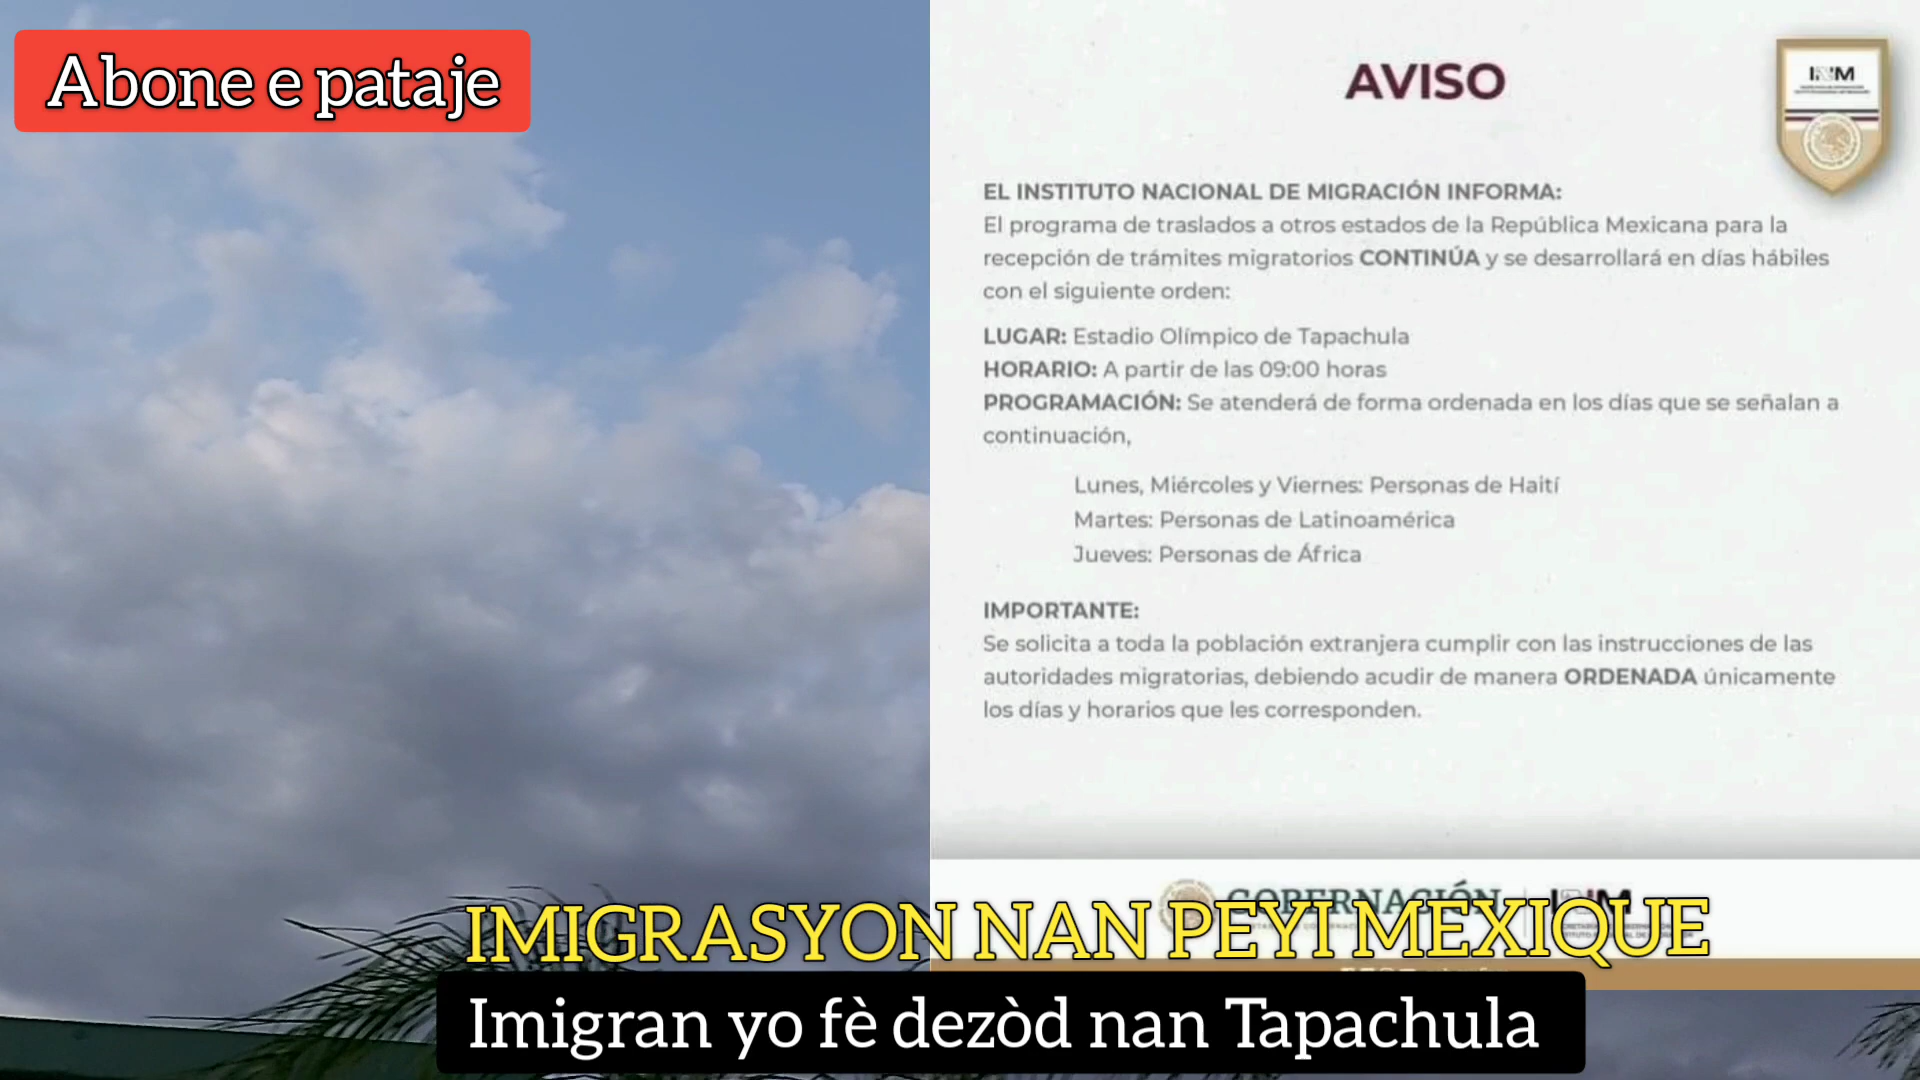 Abone e pataje
AVISO
INM
EL INSTITUTO NACIONAL DE MIGRACIÓN INFORMA:
El programa de traslados a otros estados de la República Mexicana para la
recepción de trámites migratorios CONTINÚA y se desarrollará en días hábiles
con el siguiente orden:
LUGAR: Estadio Olímpico de Tapachula
HORARIO: A partir de las 09:00 horas
PROGRAMACIÓN: Se atenderá de forma ordenada en los días que se señalan a
continuación,
Lunes, Miércoles y Viernes: Personas de Haití
Martes: Personas de Latinoamérica
Jueves: Personas de África
IMPORTANTE:
Se solicita a toda la población extranjera cumplir con las instrucciones de las
autoridades migratorias, debiendo acudir de manera ORDENADA únicamente
los días y horarios que les corresponden.
GOBERNACIÓN
INM
IMIGRASYON NAN PEYI MÉXIQUE
Imigran yo fè dezòd nan Tapachula